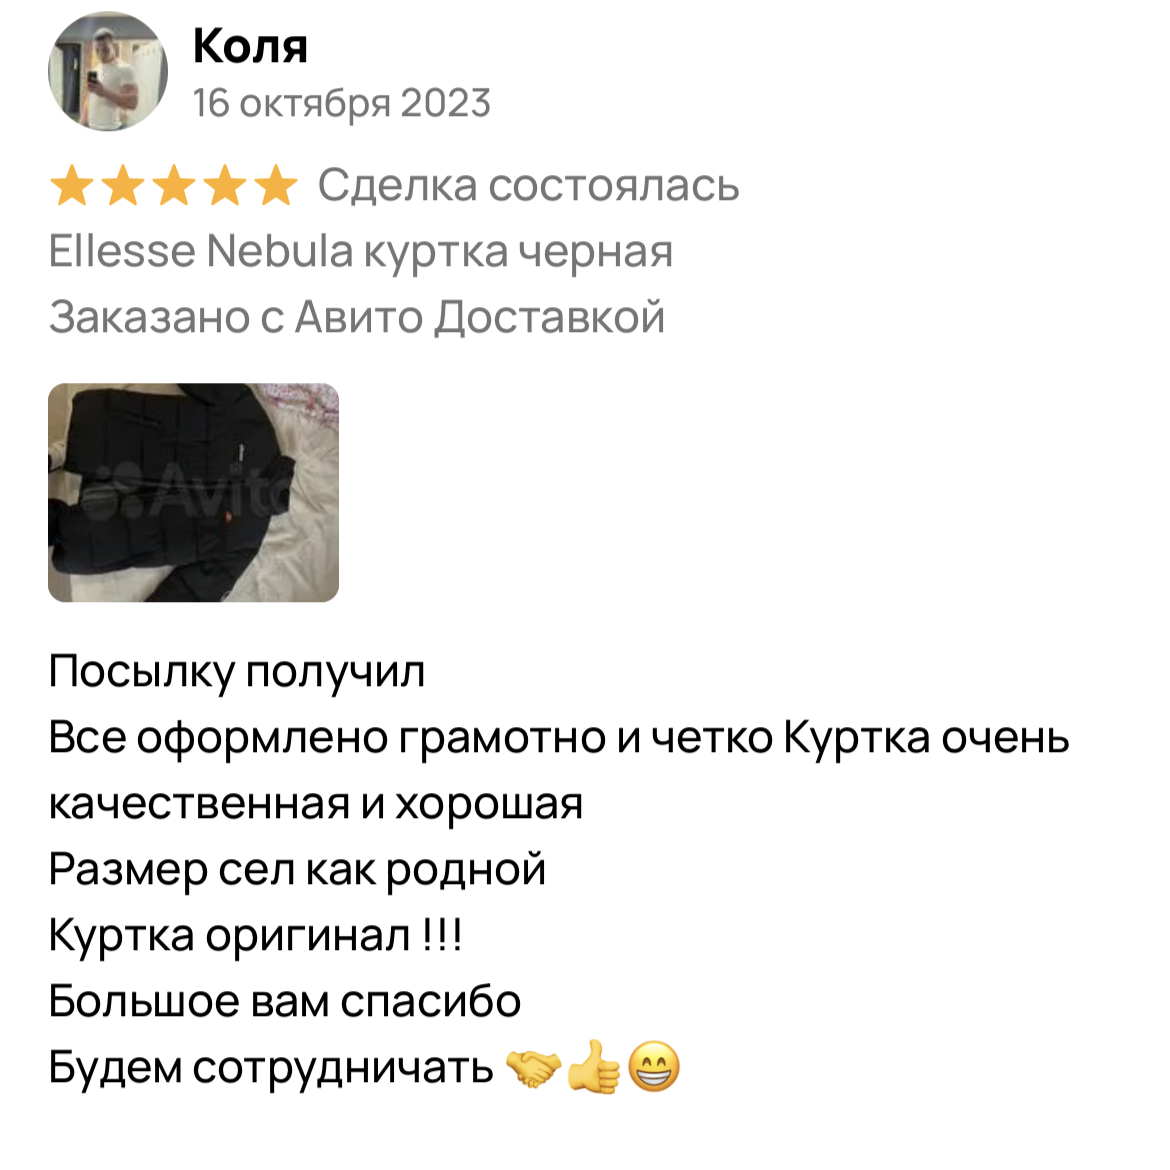 Коля
16 октября 2023
Сделка состоялась
Ellesse Nebula куртка черная
Заказано с Авито Доставкой
Avito
Посылку получил
Все оформлено грамотно и четко Куртка очень
качественная и хорошая
Размер сел как родной
Куртка оригинал !!!
Большое вам спасибо
Будем сотрудничать 🤝👍😁